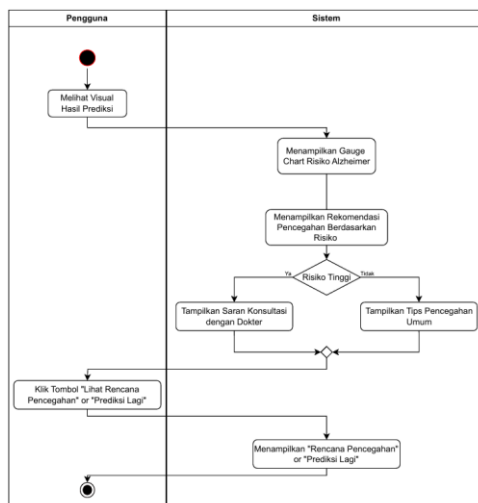 Pengguna
Sistem
Melihat Visual
Hasil Prediksi
Menampilkan Gauge
Chart Risiko Alzheimer
Menampilkan Rekomendasi
Pencegahan Berdasarkan
Risiko
Ya
Risiko Tinggi
Tidak
Tampilkan Saran Konsultasi
dengan Dokter
Tampilkan Tips Pencegahan
Umum
Klik Tombol "Lihat Rencana
Pencegahan" or "Prediksi Lagi"
Menampilkan "Rencana Pencegahan"
or "Prediksi Lagi"